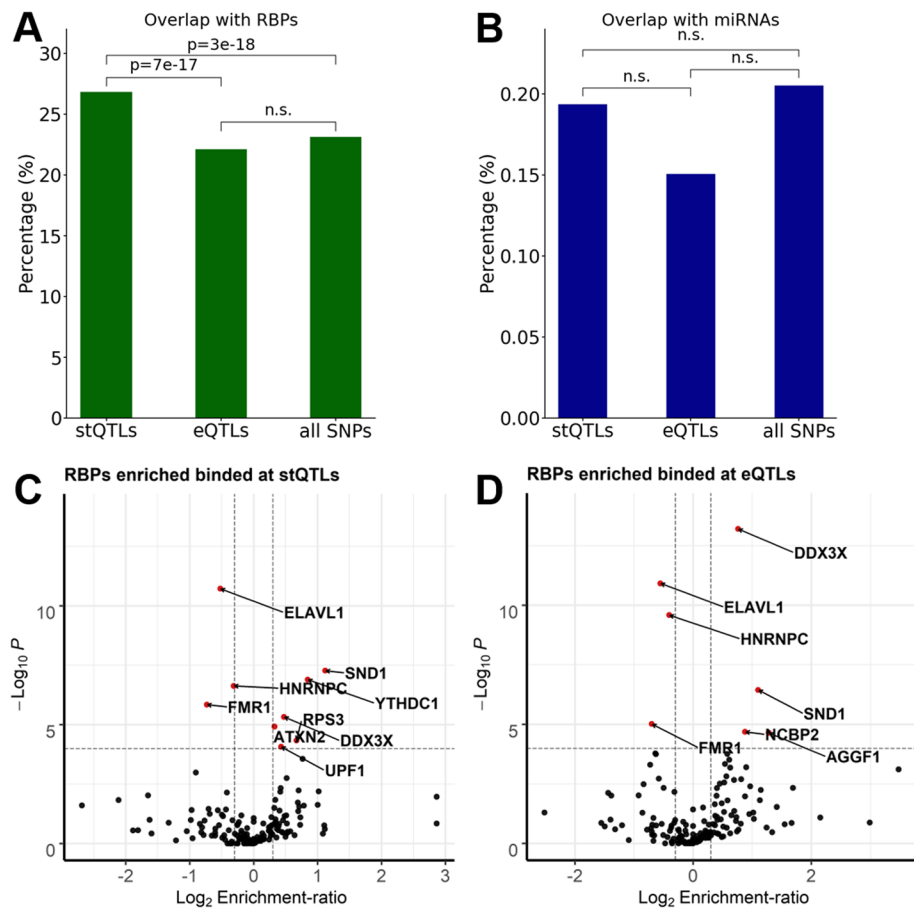 A
Overlap with RBPs
p=3e-18
p=7e-17
n.s.
Percentage (%)
30
25
20
15
10
5
0
stQTLs eQTLs all SNPs
B
Overlap with miRNAs
n.s.
n.s.
n.s.
Percentage (%)
0.20
0.15
0.10
0.05
0.00
stQTLs eQTLs all SNPs
C
RBPs enriched binded at stQTLs
ELAVL1
SND1
HNRNPC
YTHDC1
FMR1
RPS3
ATXN2
DDX3X
UPF1
−Log10 P
10
5
0
-2 -1 0 1 2 3
Log2 Enrichment-ratio
D
RBPs enriched binded at eQTLs
DDX3X
ELAVL1
HNRNPC
SND1
NCBP2
FMR1
AGGF1
−Log10 P
10
5
0
-2 0 2
Log2 Enrichment-ratio